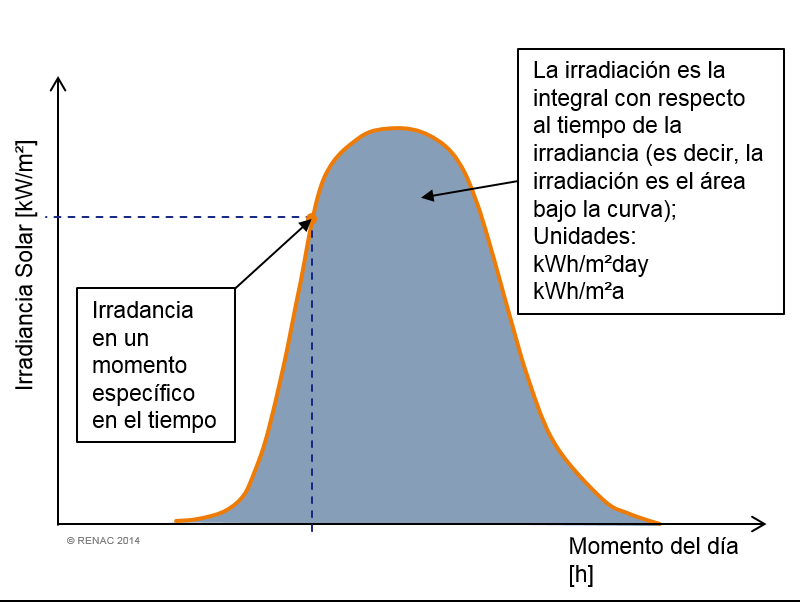 La irradiación es la
integral con respecto
al tiempo de la
irradiancia (es decir, la
irradiación es el área
bajo la curva);
Unidades:
kWh/m²day
kWh/m²a
Irradiancia Solar [kW/m²]
Irradancia
en un
momento
específico
en el tiempo
© RENAC 2014
Momento del día
[h]